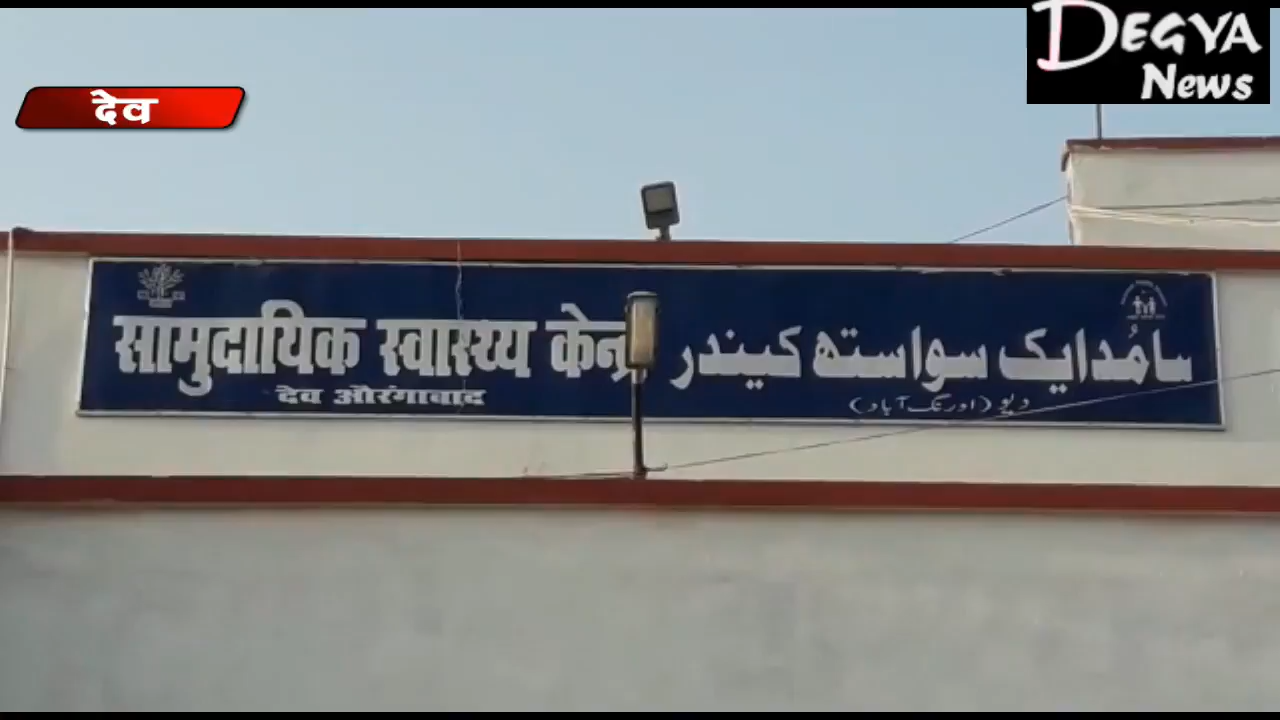 DEGYA
News
देव
सामुदायिक स्वास्थ्य केन्द्र
देव औरंगाबाद
سامُدایک سواستھ کیندر
دیو (اورنگ آباد)